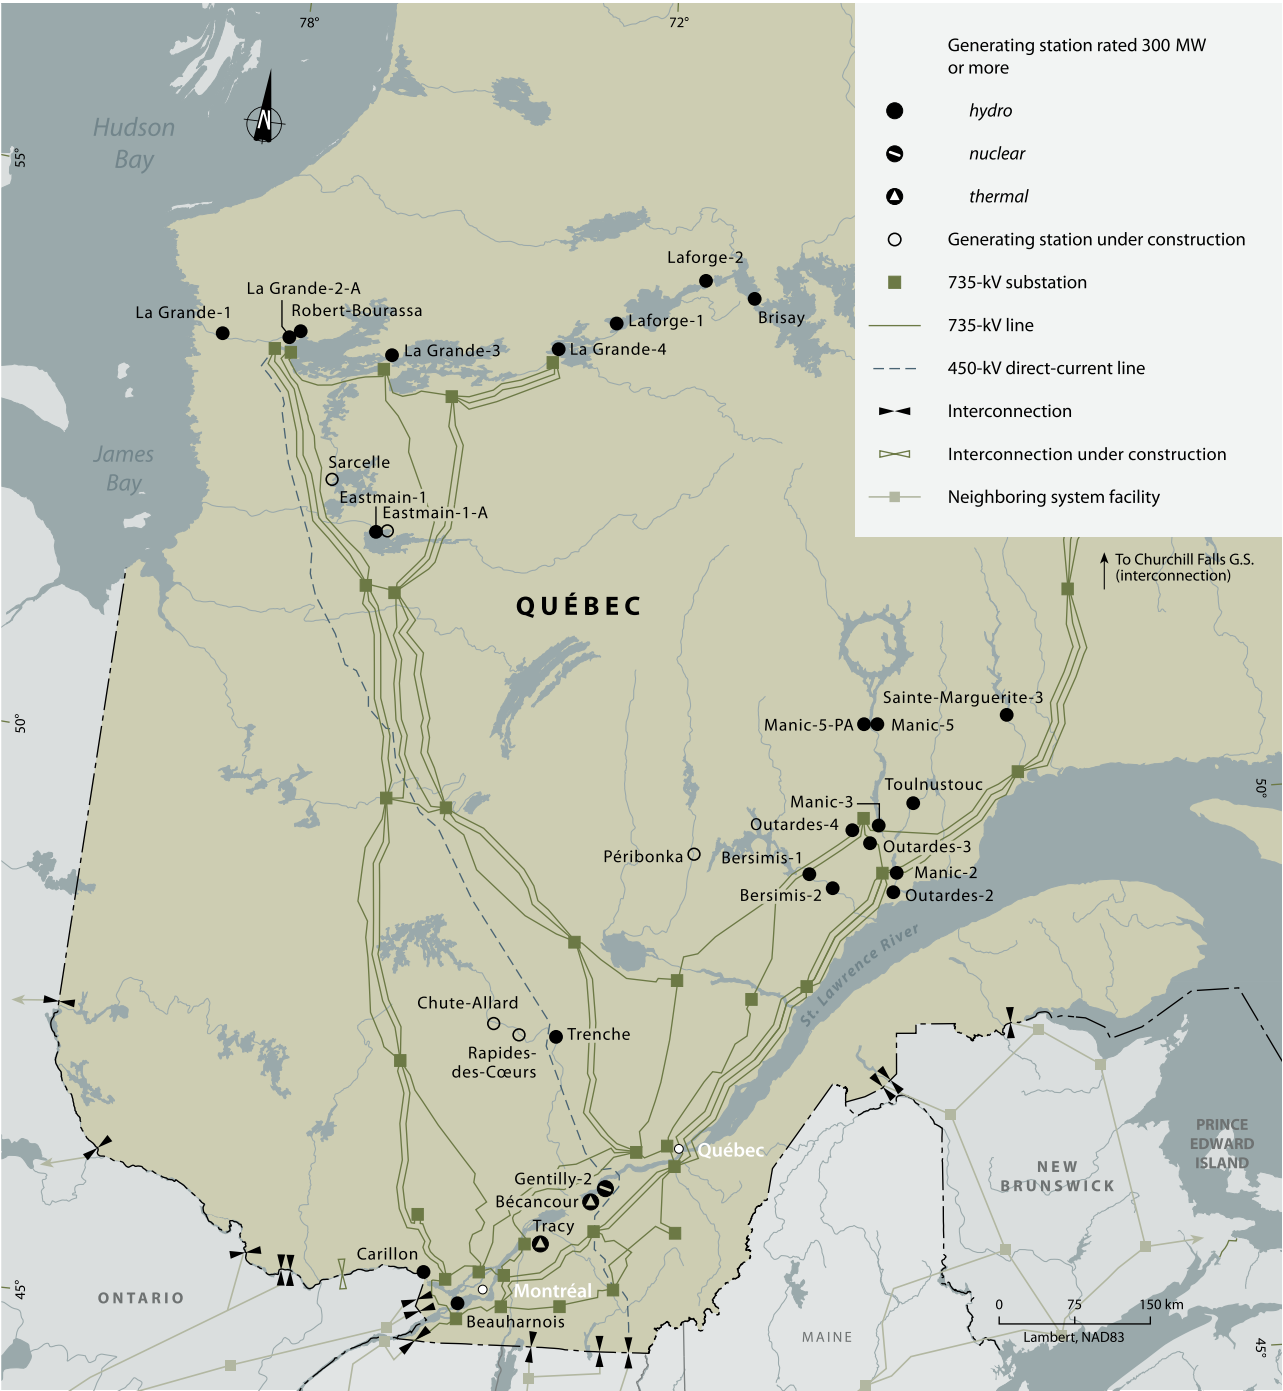 78°
72°
Generating station rated 300 MW
or more
hydro
nuclear
thermal
Generating station under construction
735-kV substation
735-kV line
450-kV direct-current line
Interconnection
Interconnection under construction
Neighboring system facility
N
Hudson
Bay
55°
Laforge-2
La Grande-2-A
Robert-Bourassa
La Grande-1
Laforge-1
Brisay
La Grande-3
La Grande-4
James
Bay
Sarcelle
Eastmain-1
Eastmain-1-A
To Churchill Falls G.S.
(interconnection)
QUÉBEC
Sainte-Marguerite-3
Manic-5-PA
Manic-5
50°
50°
Toulnustouc
Manic-3
Outardes-4
Outardes-3
Péribonka
Bersimis-1
Manic-2
Bersimis-2
Outardes-2
St. Lawrence River
Chute-Allard
Trenche
Rapides-
des-Cœurs
Québec
PRINCE
EDWARD
ISLAND
NEW
BRUNSWICK
Gentilly-2
Bécancour
Tracy
Carillon
45°
Montréal
ONTARIO
Beauharnois
MAINE
0
75
150 km
Lambert, NAD83
45°